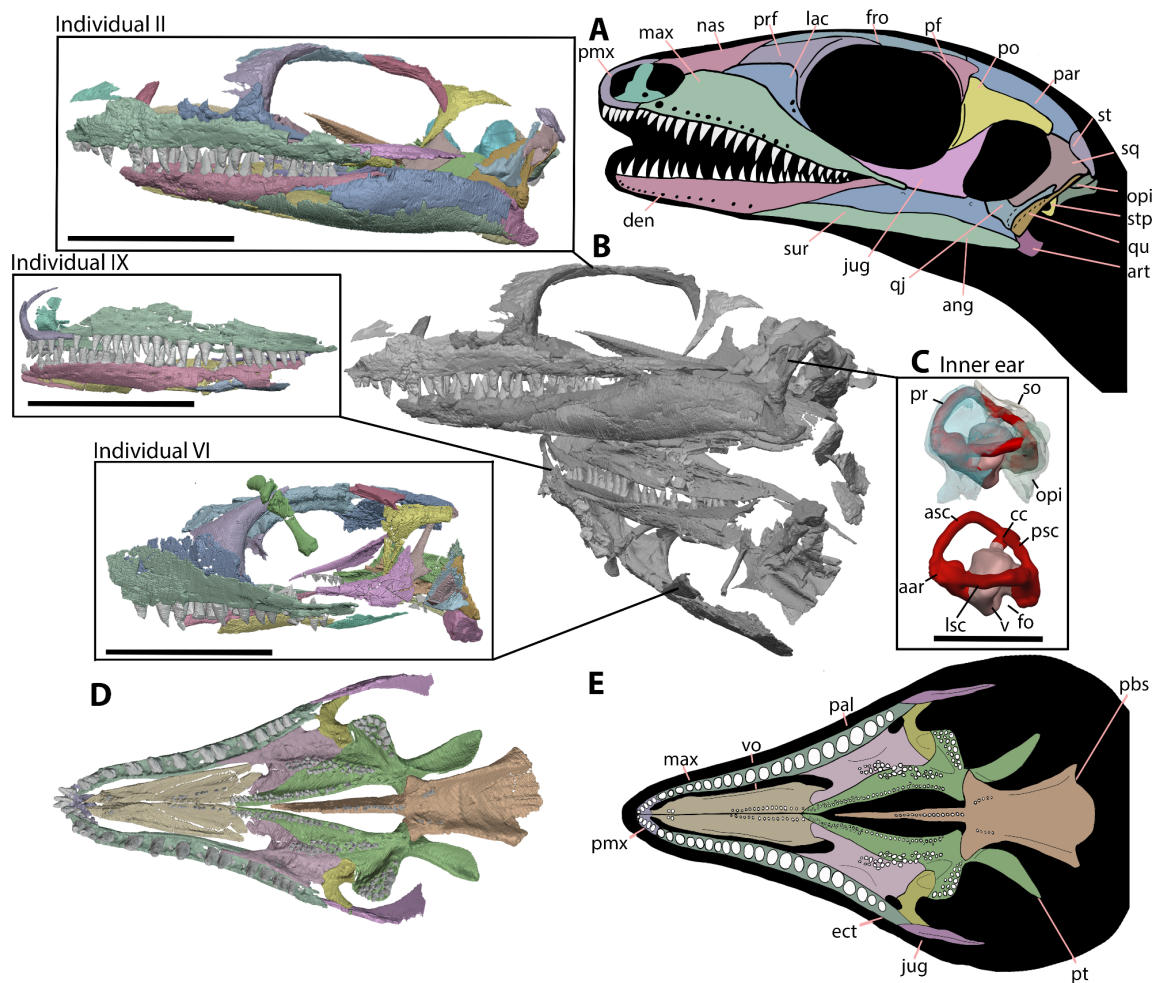 Individual II
A
pmx
max
nas
prf
lac
fro
pf
po
par
st
sq
opi
stp
qu
art
den
sur
jug
qj
ang
B
Individual IX
C Inner ear
pr
so
opi
asc
cc
psc
aar
lsc
v
fo
Individual VI
D
E
pmx
max
vo
pal
pbs
ect
jug
pt